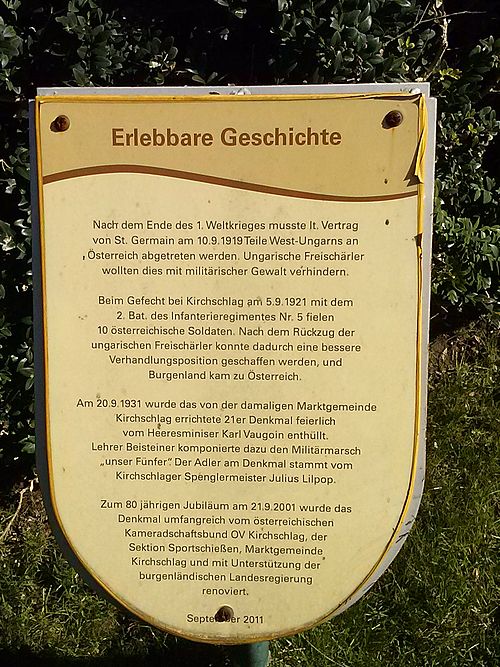 Erlebbare Geschichte
Nach dem Ende des 1. Weltkrieges musste lt. Vertrag
von St. Germain am 10.9.1919 Teile West-Ungarns an
Österreich abgetreten werden. Ungarische Freischärler
wollten dies mit militärischer Gewalt verhindern.
Beim Gefecht bei Kirschschlag am 5.9.1921 mit dem
2. Bat. des Infanterieregimentes Nr. 5 fielen
10 österreichische Soldaten. Nach dem Rückzug der
ungarischen Freischärler konnte dadurch eine bessere
Verhandlungsposition geschaffen werden, und
Burgenland kam zu Österreich.
Am 20.9.1931 wurde das von der damaligen Marktgemeinde
Kirchschlag errichtete 21er Denkmal feierlich
vom Heeresminiser Karl Vaugoin enthüllt.
Lehrer Beisteiner komponierte dazu den Militärmarsch
„unser Fünfer“. Der Adler am Denkmal stammt vom
Kirchschlager Spenglermeister Julius Lilpop.
Zum 80 jährigen Jubiläum am 21.9.2001 wurde das
Denkmal umfangreich vom österreichischen
Kameradschaftsbund OV Kirchschlag, der
Sektion Sportschießen, Marktgemeinde
Kirchschlag und mit Unterstützung der
burgenländischen Landesregierung
renoviert.
September 2011